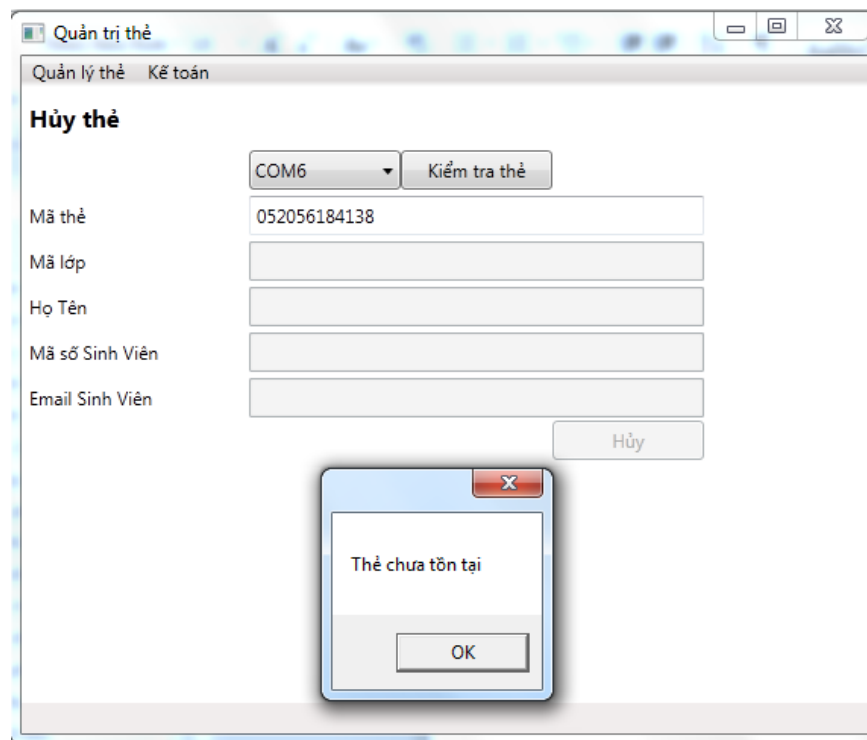 Quản trị thẻ
Quản lý thẻ Kế toán
Hủy thẻ
COM6 Kiểm tra thẻ
Mã thẻ 052056184138
Mã lớp
Họ Tên
Mã số Sinh Viên
Email Sinh Viên
Hủy
Thẻ chưa tồn tại
OK